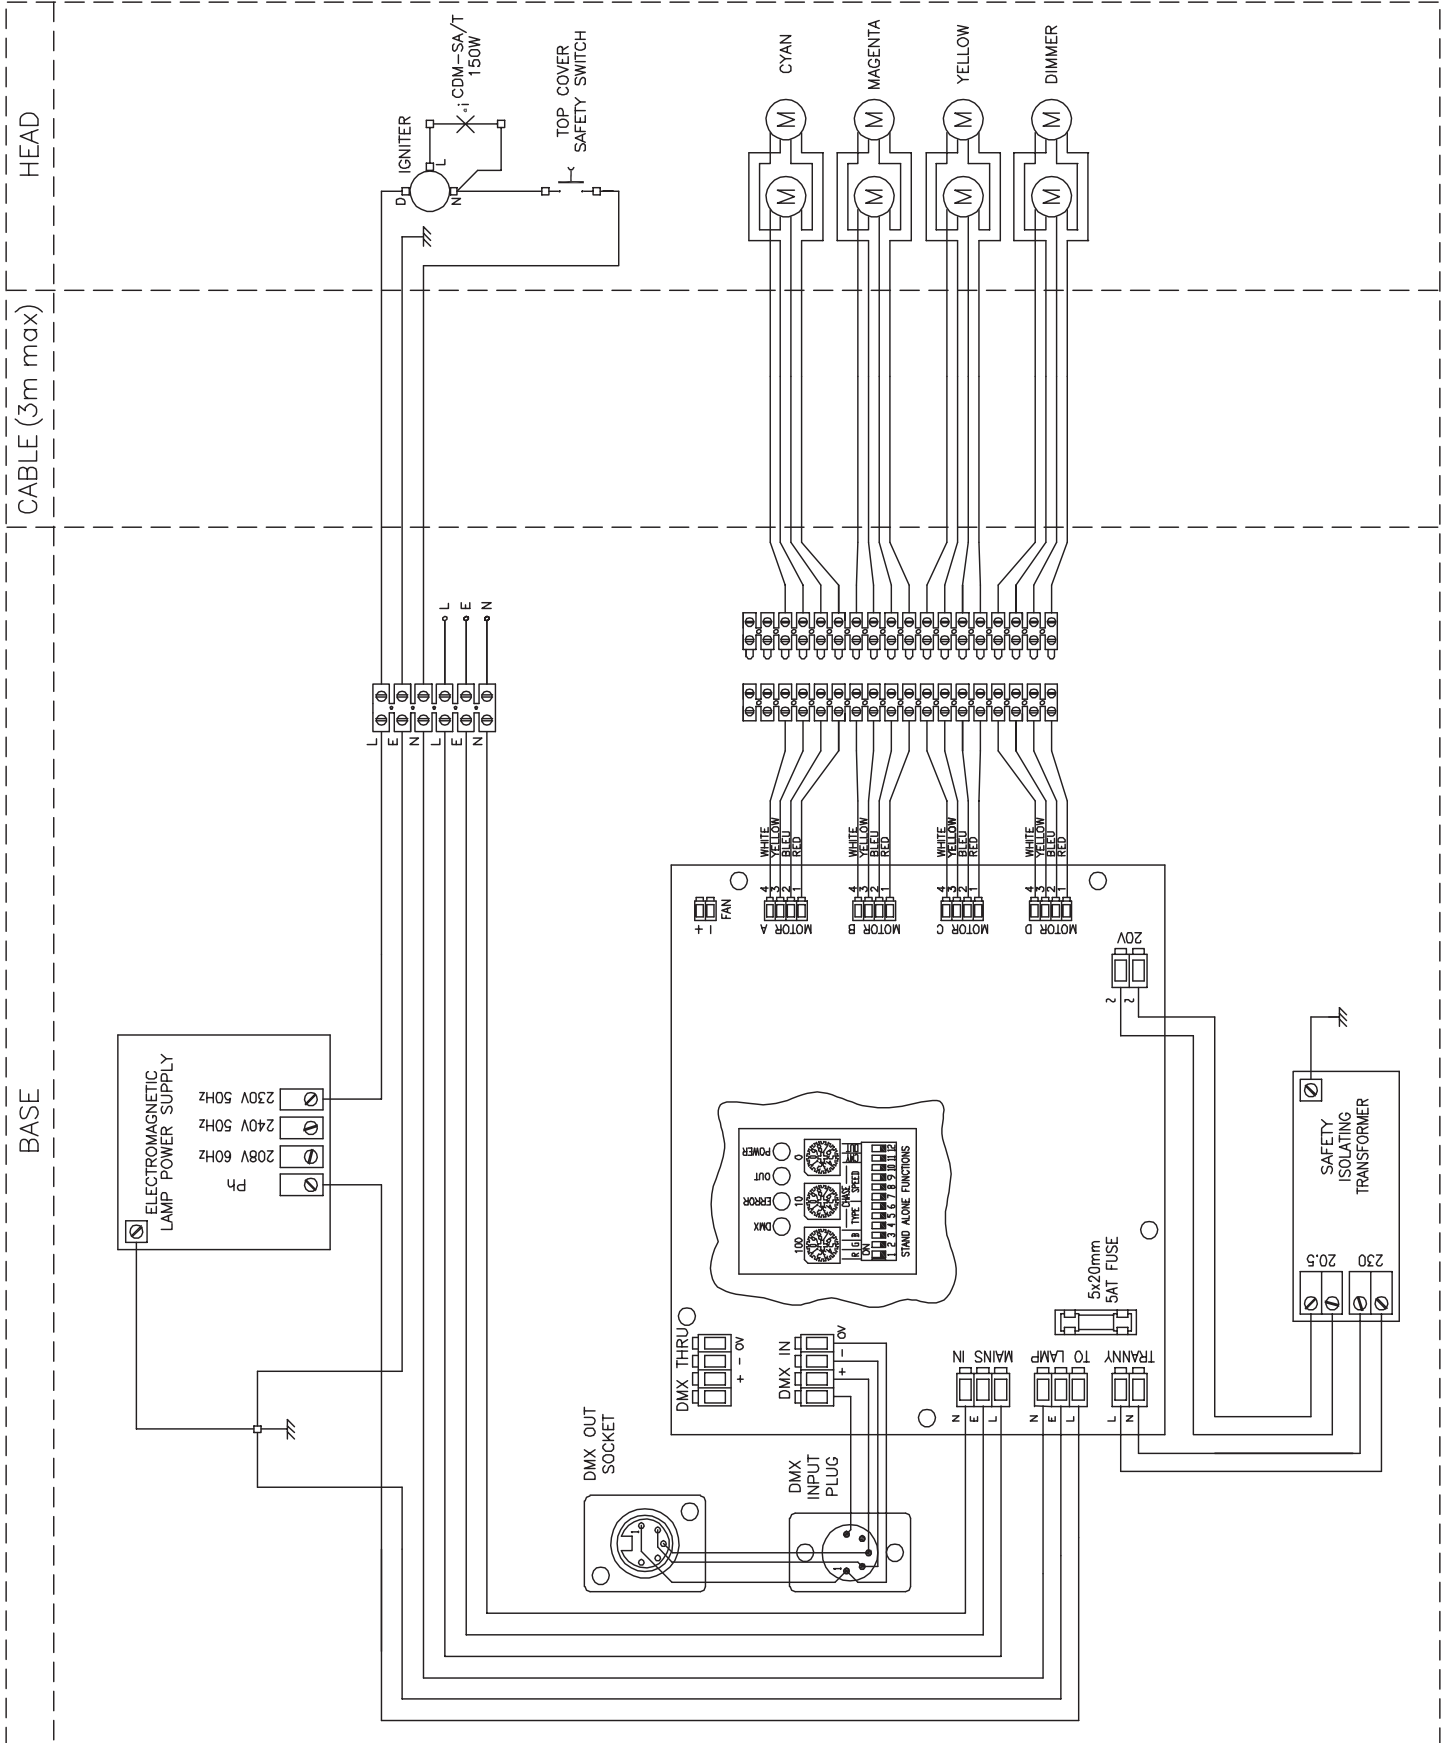 HEAD
CABLE (3m max)
BASE
IGNITER
D
L
N
CDM-SA/T
150W
TOP COVER
SAFETY SWITCH
CYAN
MAGENTA
YELLOW
DIMMER
M
M
M
M
M
M
M
M
L
E
N
L
E
N
L
E
N
WHITE
YELLOW
BLEU
RED
WHITE
YELLOW
BLEU
RED
WHITE
YELLOW
BLEU
RED
WHITE
YELLOW
BLEU
RED
4
3
2
1
4
3
2
1
4
3
2
1
4
3
2
1
+ -
FAN
MOTOR A
MOTOR B
MOTOR C
MOTOR D
20V
~
~
ELECTROMAGNETIC
LAMP POWER SUPPLY
230V 50Hz
240V 50Hz
208V 60Hz
Ph
POWER
OUT
ERROR
DMX
0
10
100
R G B
TYPE
CHASE
SPEED
CRY
ON
1 2 3 4 5 6 7 8 9 10 11 12
STAND ALONE FUNCTIONS
SAFETY
ISOLATING
TRANSFORMER
20.5
230
5x20mm
5AT FUSE
DMX THRU
+ - 0V
DMX IN
+ - 0V
MAINS IN
TO LAMP
TRANNY
N
E
L
N
E
L
L
N
DMX OUT
SOCKET
DMX
INPUT
PLUG
1
1